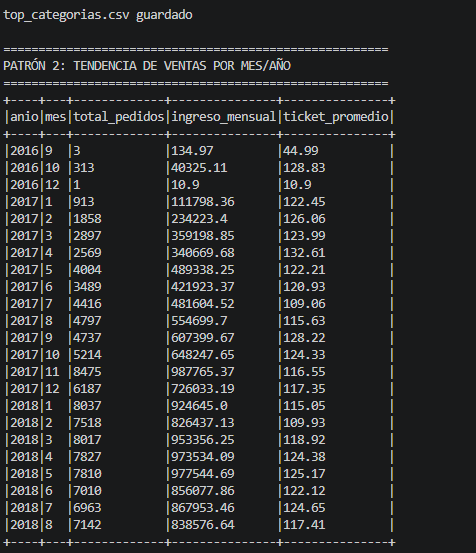 top_categorias.csv guardado
=======================================================
PATRÓN 2: TENDENCIA DE VENTAS POR MES/AÑO
=======================================================
+----+---+-------------+---------------+---------------+
|anio|mes|total_pedidos|ingreso_mensual|ticket_promedio|
+----+---+-------------+---------------+---------------+
|2016|9  |3            |134.97         |44.99          |
|2016|10 |313          |40325.11       |128.83         |
|2016|12 |1            |10.9           |10.9           |
|2017|1  |913          |111798.36      |122.45         |
|2017|2  |1858         |234223.4       |126.06         |
|2017|3  |2897         |359198.85      |123.99         |
|2017|4  |2569         |340669.68      |132.61         |
|2017|5  |4004         |489338.25      |122.21         |
|2017|6  |3489         |421923.37      |120.93         |
|2017|7  |4416         |481604.52      |109.06         |
|2017|8  |4797         |554699.7       |115.63         |
|2017|9  |4737         |607399.67      |128.22         |
|2017|10 |5214         |648247.65      |124.33         |
|2017|11 |8475         |987765.37      |116.55         |
|2017|12 |6187         |726033.19      |117.35         |
|2018|1  |8037         |924645.0       |115.05         |
|2018|2  |7518         |826437.13      |109.93         |
|2018|3  |8017         |953356.25      |118.92         |
|2018|4  |7827         |973534.09      |124.38         |
|2018|5  |7810         |977544.69      |125.17         |
|2018|6  |7010         |856077.86      |122.12         |
|2018|7  |6963         |867953.46      |124.65         |
|2018|8  |7142         |838576.64      |117.41         |
+----+---+-------------+---------------+---------------+